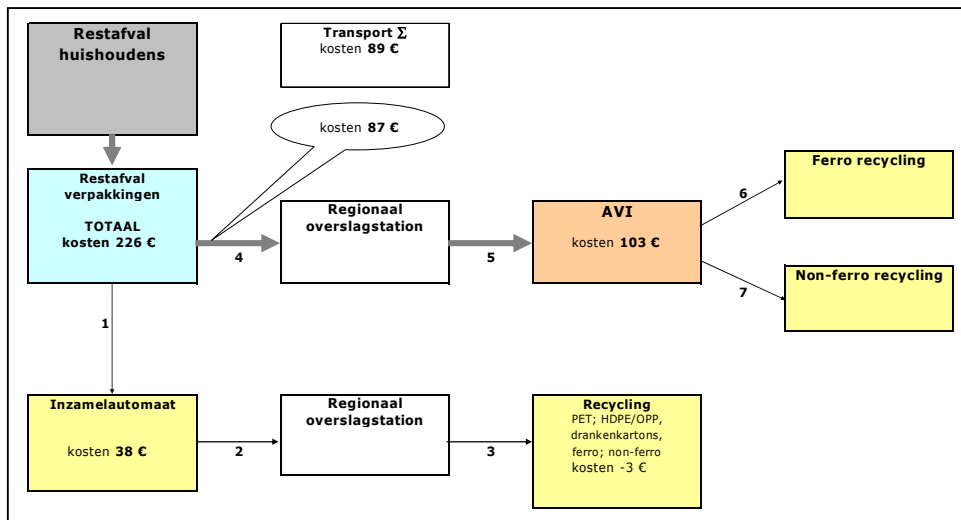 Restafval
huishoudens
Transport Σ
kosten 89 €
kosten 87 €
Restafval
verpakkingen
TOTAAL
kosten 226 €
4
Regionaal
overslagstation
5
AVI
kosten 103 €
6
Ferro recycling
7
Non-ferro recycling
1
Inzamelautomaat
kosten 38 €
2
Regionaal
overslagstation
3
Recycling
PET; HDPE/OPP,
drankenkartons,
ferro; non-ferro
kosten -3 €